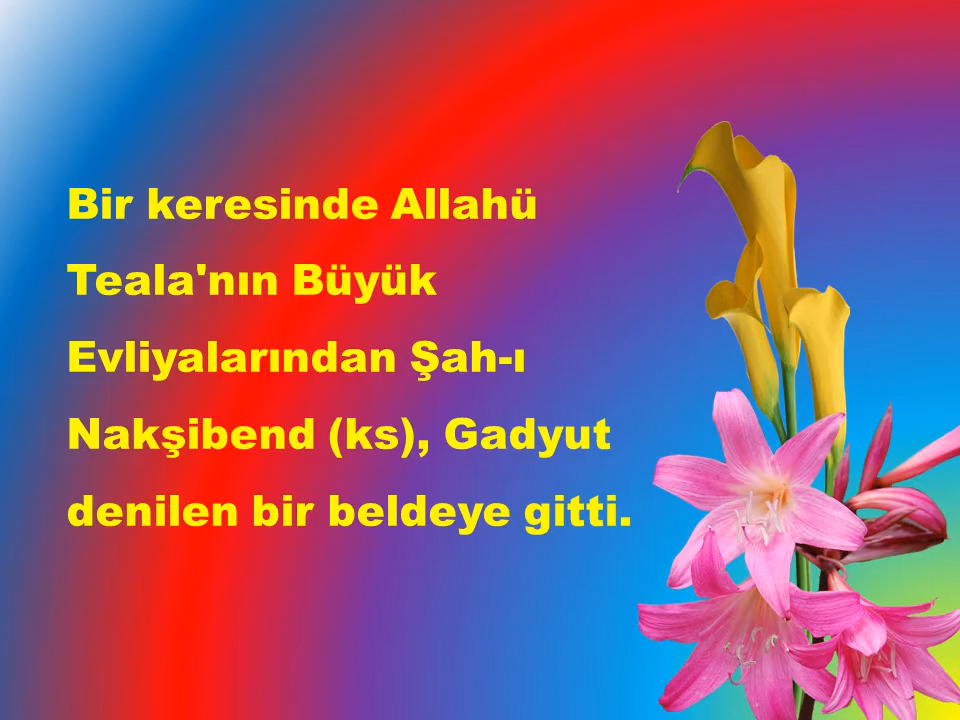 Bir keresinde Allahü
Teala'nın Büyük
Evliyalarından Şah-ı
Nakşibend (ks), Gadyut
denilen bir beldeye gitti.